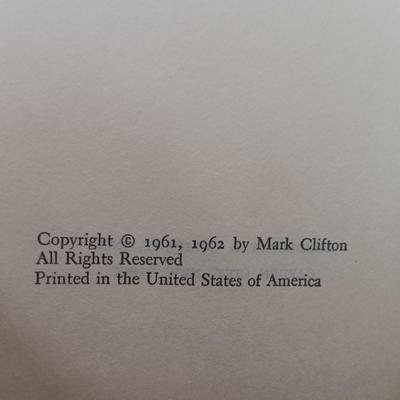 Copyright © 1961, 1962 by Mark Clifton
All Rights Reserved
Printed in the United States of America